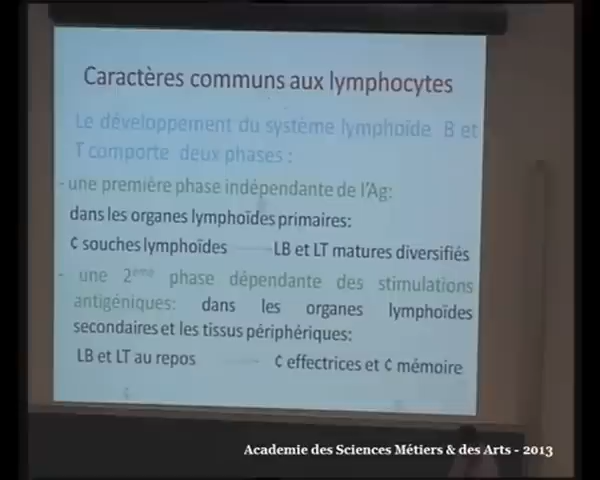 Caractères communs aux lymphocytes
Le développement du système lymphoïde B et
T comporte deux phases :
- une première phase indépendante de l'Ag:
dans les organes lymphoïdes primaires:
¢ souches lymphoïdes LB et LT matures diversifiés
- une 2ème phase dépendante des stimulations
antigéniques: dans les organes lymphoïdes
secondaires et les tissus périphériques:
LB et LT au repos ¢ effectrices et ¢ mémoire
Academie des Sciences Métiers & des Arts - 2013